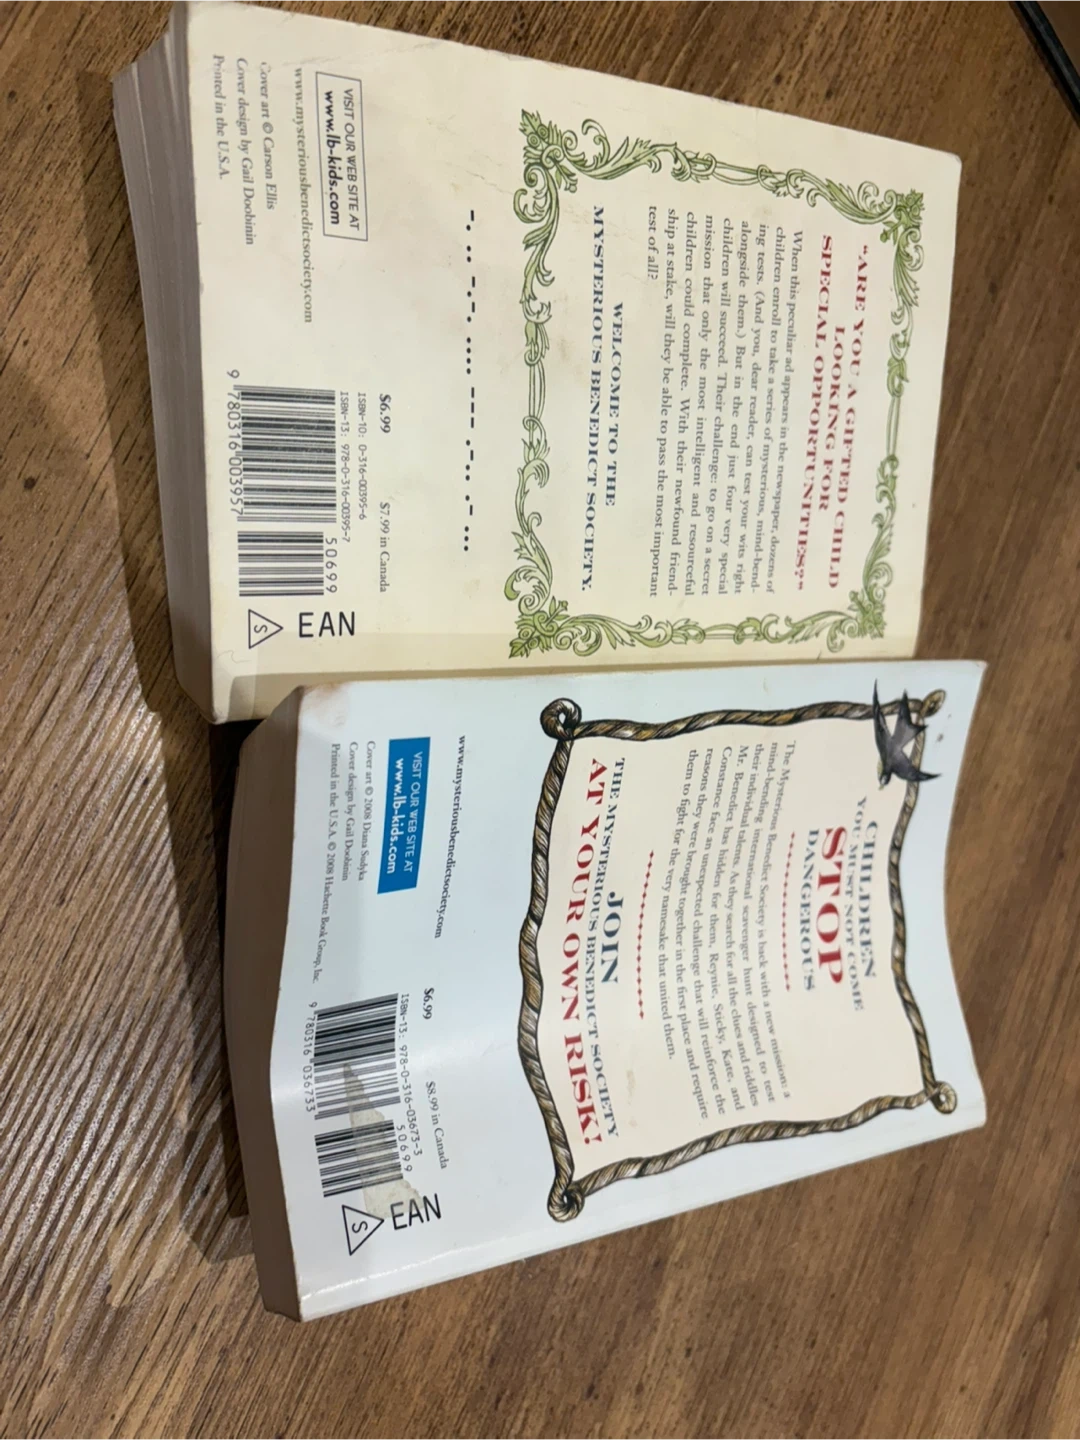 "ARE YOU A GIFTED CHILD
LOOKING FOR
SPECIAL OPPORTUNITIES?"
When this peculiar ad appears in the newspaper, dozens of
children enroll to take a series of mysterious, mind-bend-
ing tests. (And you, dear reader, can test your wits right
alongside them.) But in the end just four very special
children will succeed. Their challenge: to go on a secret
mission that only the most intelligent and resourceful
children could complete. With their newfound friend-
ship at stake, will they be able to pass the most important
test of all?
WELCOME TO THE
MYSTERIOUS BENEDICT SOCIETY.
-. .. -.-. .... --- .-.. .- ...
VISIT OUR WEB SITE AT
www.lb-kids.com
www.mysteriousbenedictsociety.com
Cover art © Carson Ellis
Cover design by Gail Doobinin
Printed in the U.S.A.
$6.99 $7.99 in Canada
ISBN-10: 0-316-00395-6
ISBN-13: 978-0-316-00395-7
50699
9 780316 003957
EAN
S
CHILDREN
YOU MUST NOT COME
STOP
DANGEROUS
The Mysterious Benedict Society is back with a new mission: a
mind-bending international scavenger hunt designed to test
their individual talents. As they search for all the clues and riddles
Mr. Benedict has hidden for them, Reynie, Sticky, Kate, and
Constance face an unexpected challenge that will reinforce the
reasons they were brought together in the first place and require
them to fight for the very namesake that united them.
JOIN
THE MYSTERIOUS BENEDICT SOCIETY
AT YOUR OWN RISK!
www.mysteriousbenedictsociety.com
VISIT OUR WEB SITE AT
www.lb-kids.com
Cover art © 2008 Diana Sudyka
Cover design by Gail Doobinin
Printed in the U.S.A. © 2008 Hachette Book Group, Inc.
$6.99 $8.99 in Canada
ISBN-13: 978-0-316-03673-3
50699
9 780316 036733
EAN
S